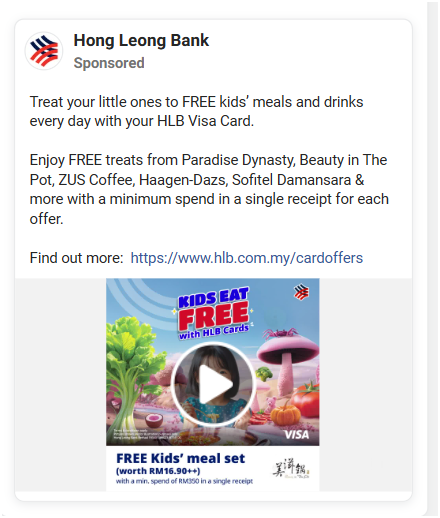 Hong Leong Bank
Sponsored
Treat your little ones to FREE kids' meals and drinks
every day with your HLB Visa Card.
Enjoy FREE treats from Paradise Dynasty, Beauty in The
Pot, ZUS Coffee, Haagen-Dazs, Sofitel Damansara &
more with a minimum spend in a single receipt for each
offer.
Find out more:  https://www.hlb.com.my/cardoffers
KIDS EAT
FREE
with HLB Cards
VISA
FREE Kids' meal set
(worth RM16.90++)
with a min. spend of RM350 in a single receipt
美滋鍋